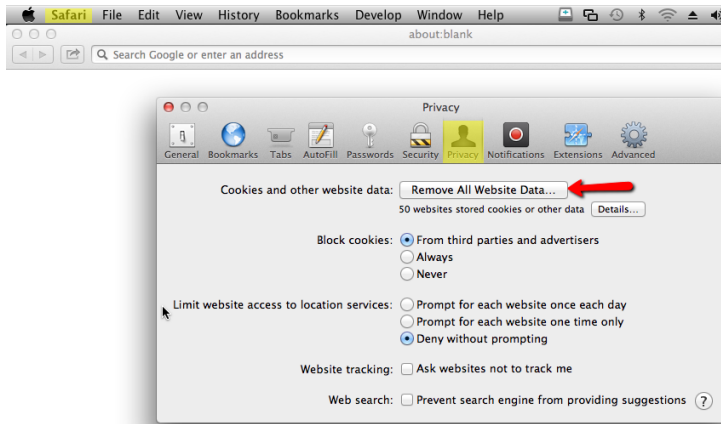 Safari File Edit View History Bookmarks Develop Window Help
about:blank
Search Google or enter an address
Privacy
General Bookmarks Tabs AutoFill Passwords Security Privacy Notifications Extensions Advanced
Cookies and other website data: Remove All Website Data...
50 websites stored cookies or other data Details...
Block cookies: From third parties and advertisers
Always
Never
Limit website access to location services: Prompt for each website once each day
Prompt for each website one time only
Deny without prompting
Website tracking: Ask websites not to track me
Web search: Prevent search engine from providing suggestions ?